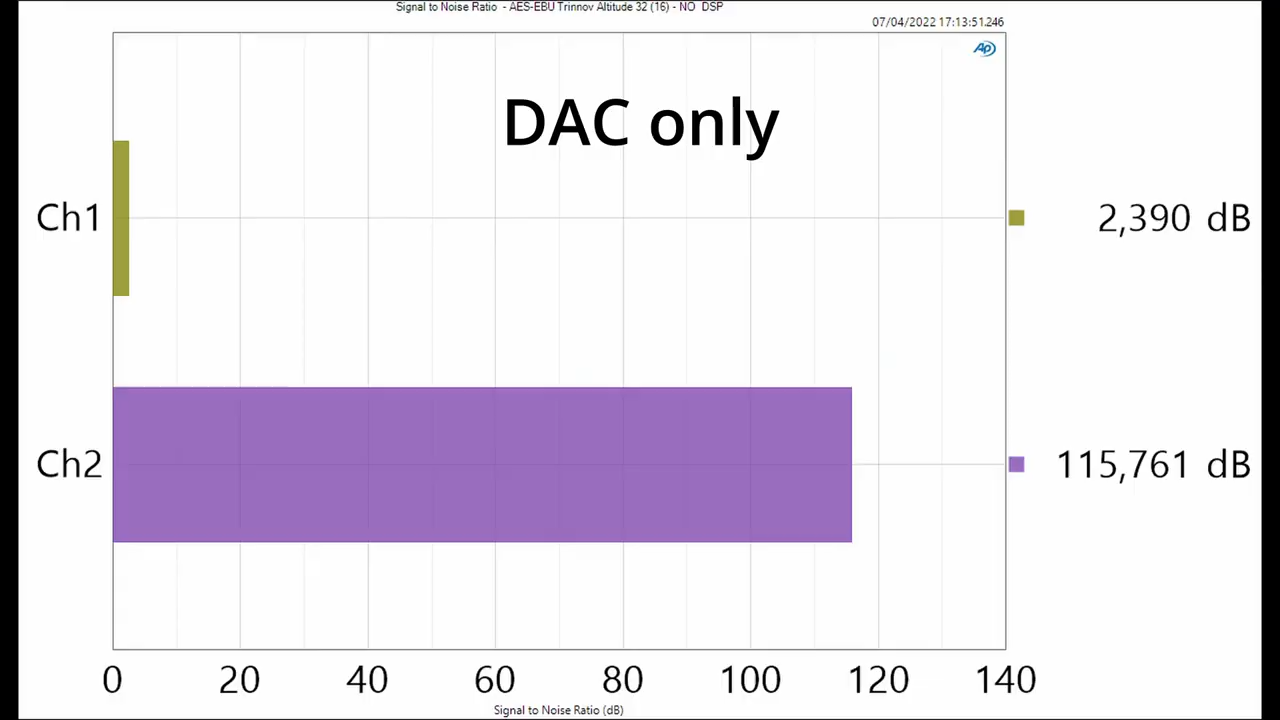 Signal to Noise Ratio - AES-EBU Trinnov Altitude 32 (16) - NO DSP
07/04/2022 17:13:51.246
AP
DAC only
Ch1
2,390 dB
Ch2
115,761 dB
0 20 40 60 80 100 120 140
Signal to Noise Ratio (dB)